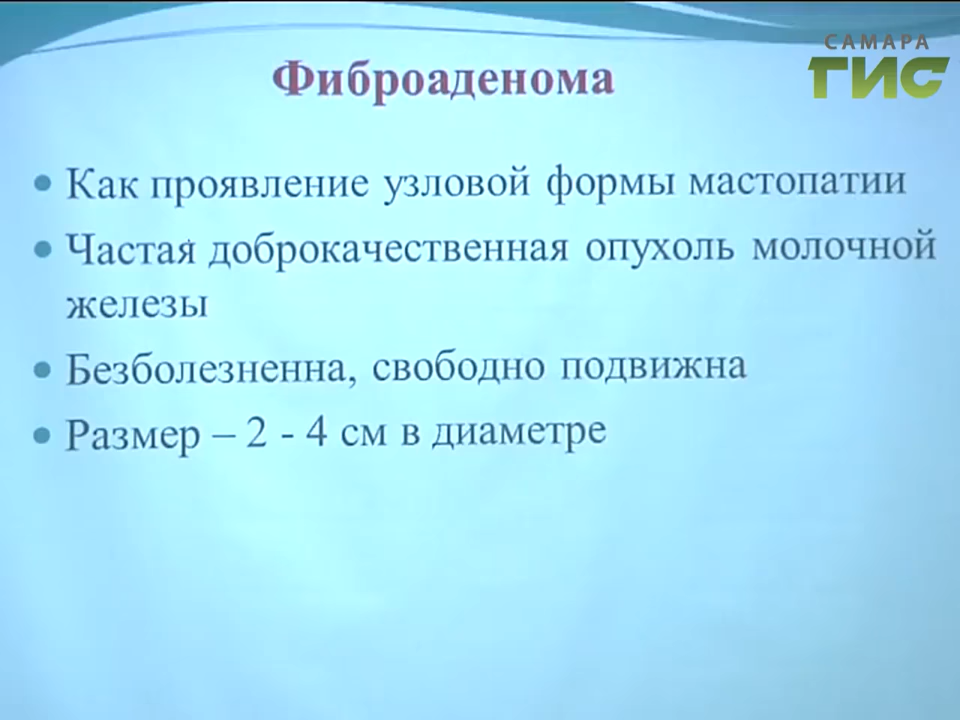 САМАРА
ГИС
Фиброаденома
• Как проявление узловой формы мастопатии
• Частая доброкачественная опухоль молочной
железы
• Безболезненна, свободно подвижна
• Размер – 2 - 4 см в диаметре